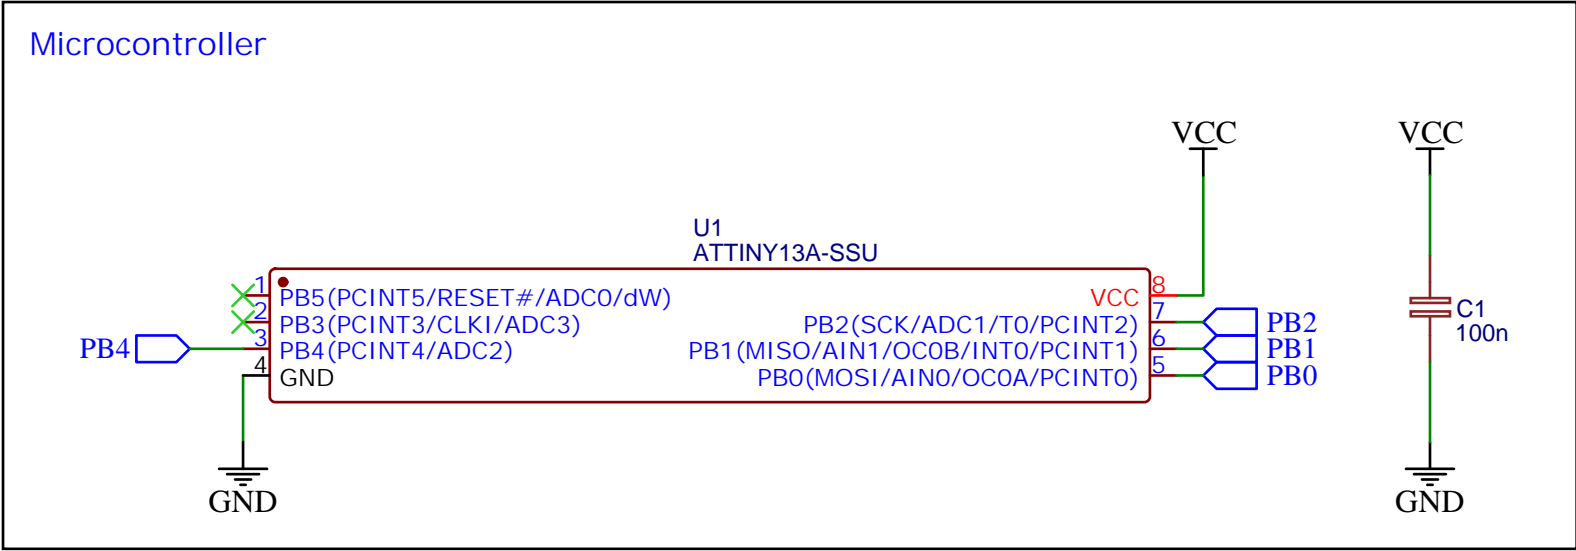 Microcontroller
VCC
VCC
U1
ATTINY13A-SSU
1
PB5(PCINT5/RESET#/ADC0/dW)
VCC
8
2
PB3(PCINT3/CLKI/ADC3)
PB2(SCK/ADC1/T0/PCINT2)
7
PB2
PB4
3
PB4(PCINT4/ADC2)
PB1(MISO/AIN1/OC0B/INT0/PCINT1)
6
PB1
4
GND
PB0(MOSI/AIN0/OC0A/PCINT0)
5
PB0
C1
100n
GND
GND